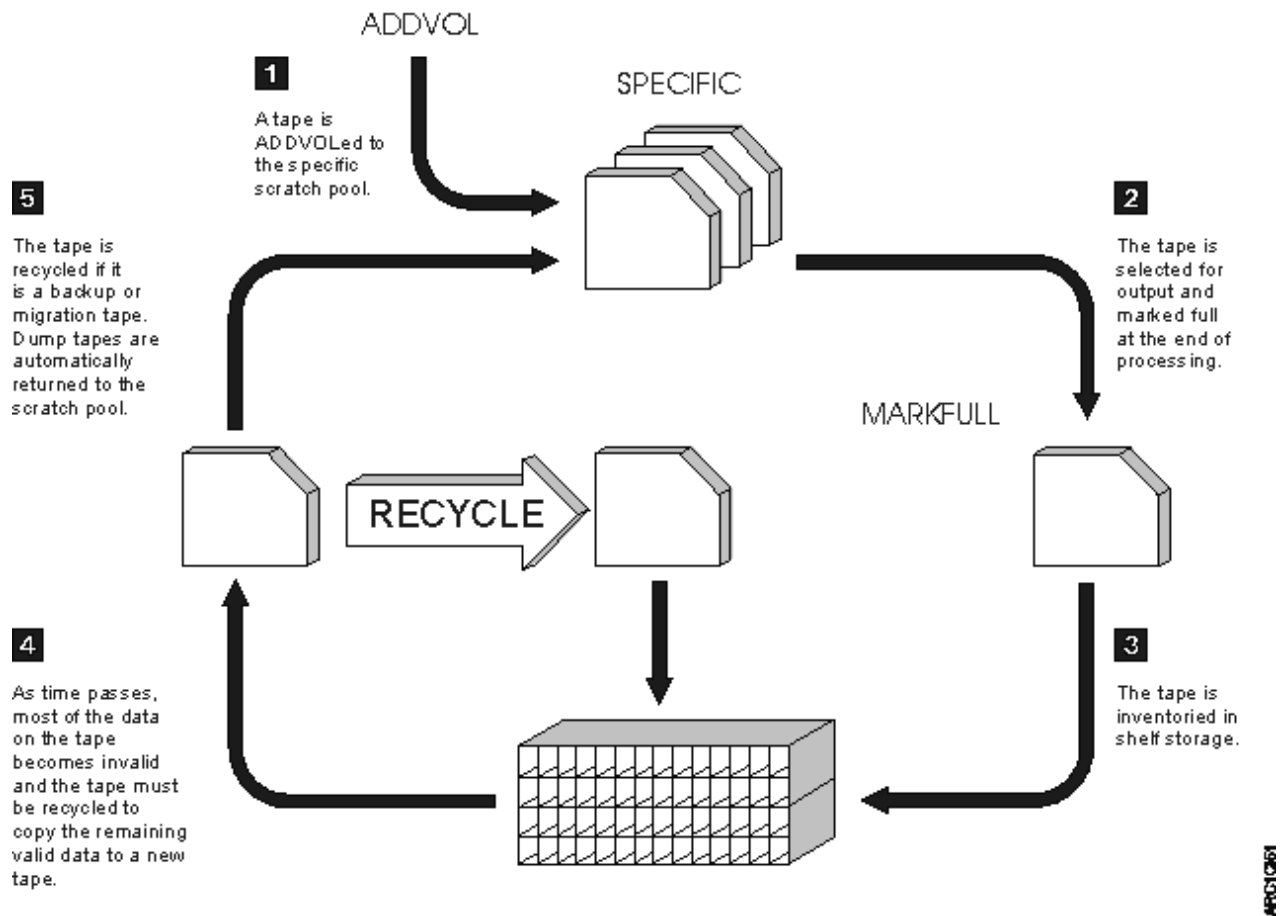 ADDVOL
1
A tape is
ADDVOLed to
the specific
scratch pool.
SPECIFIC
2
The tape is
selected for
output and
marked full
at the end of
processing.
MARKFULL
3
The tape is
inventoried in
shelf storage.
4
As time passes,
most of the data
on the tape
becomes invalid
and the tape must
be recycled to
copy the remaining
valid data to a new
tape.
5
The tape is
recycled if it
is a backup or
migration tape.
Dump tapes are
automatically
returned to the
scratch pool.
RECYCLE